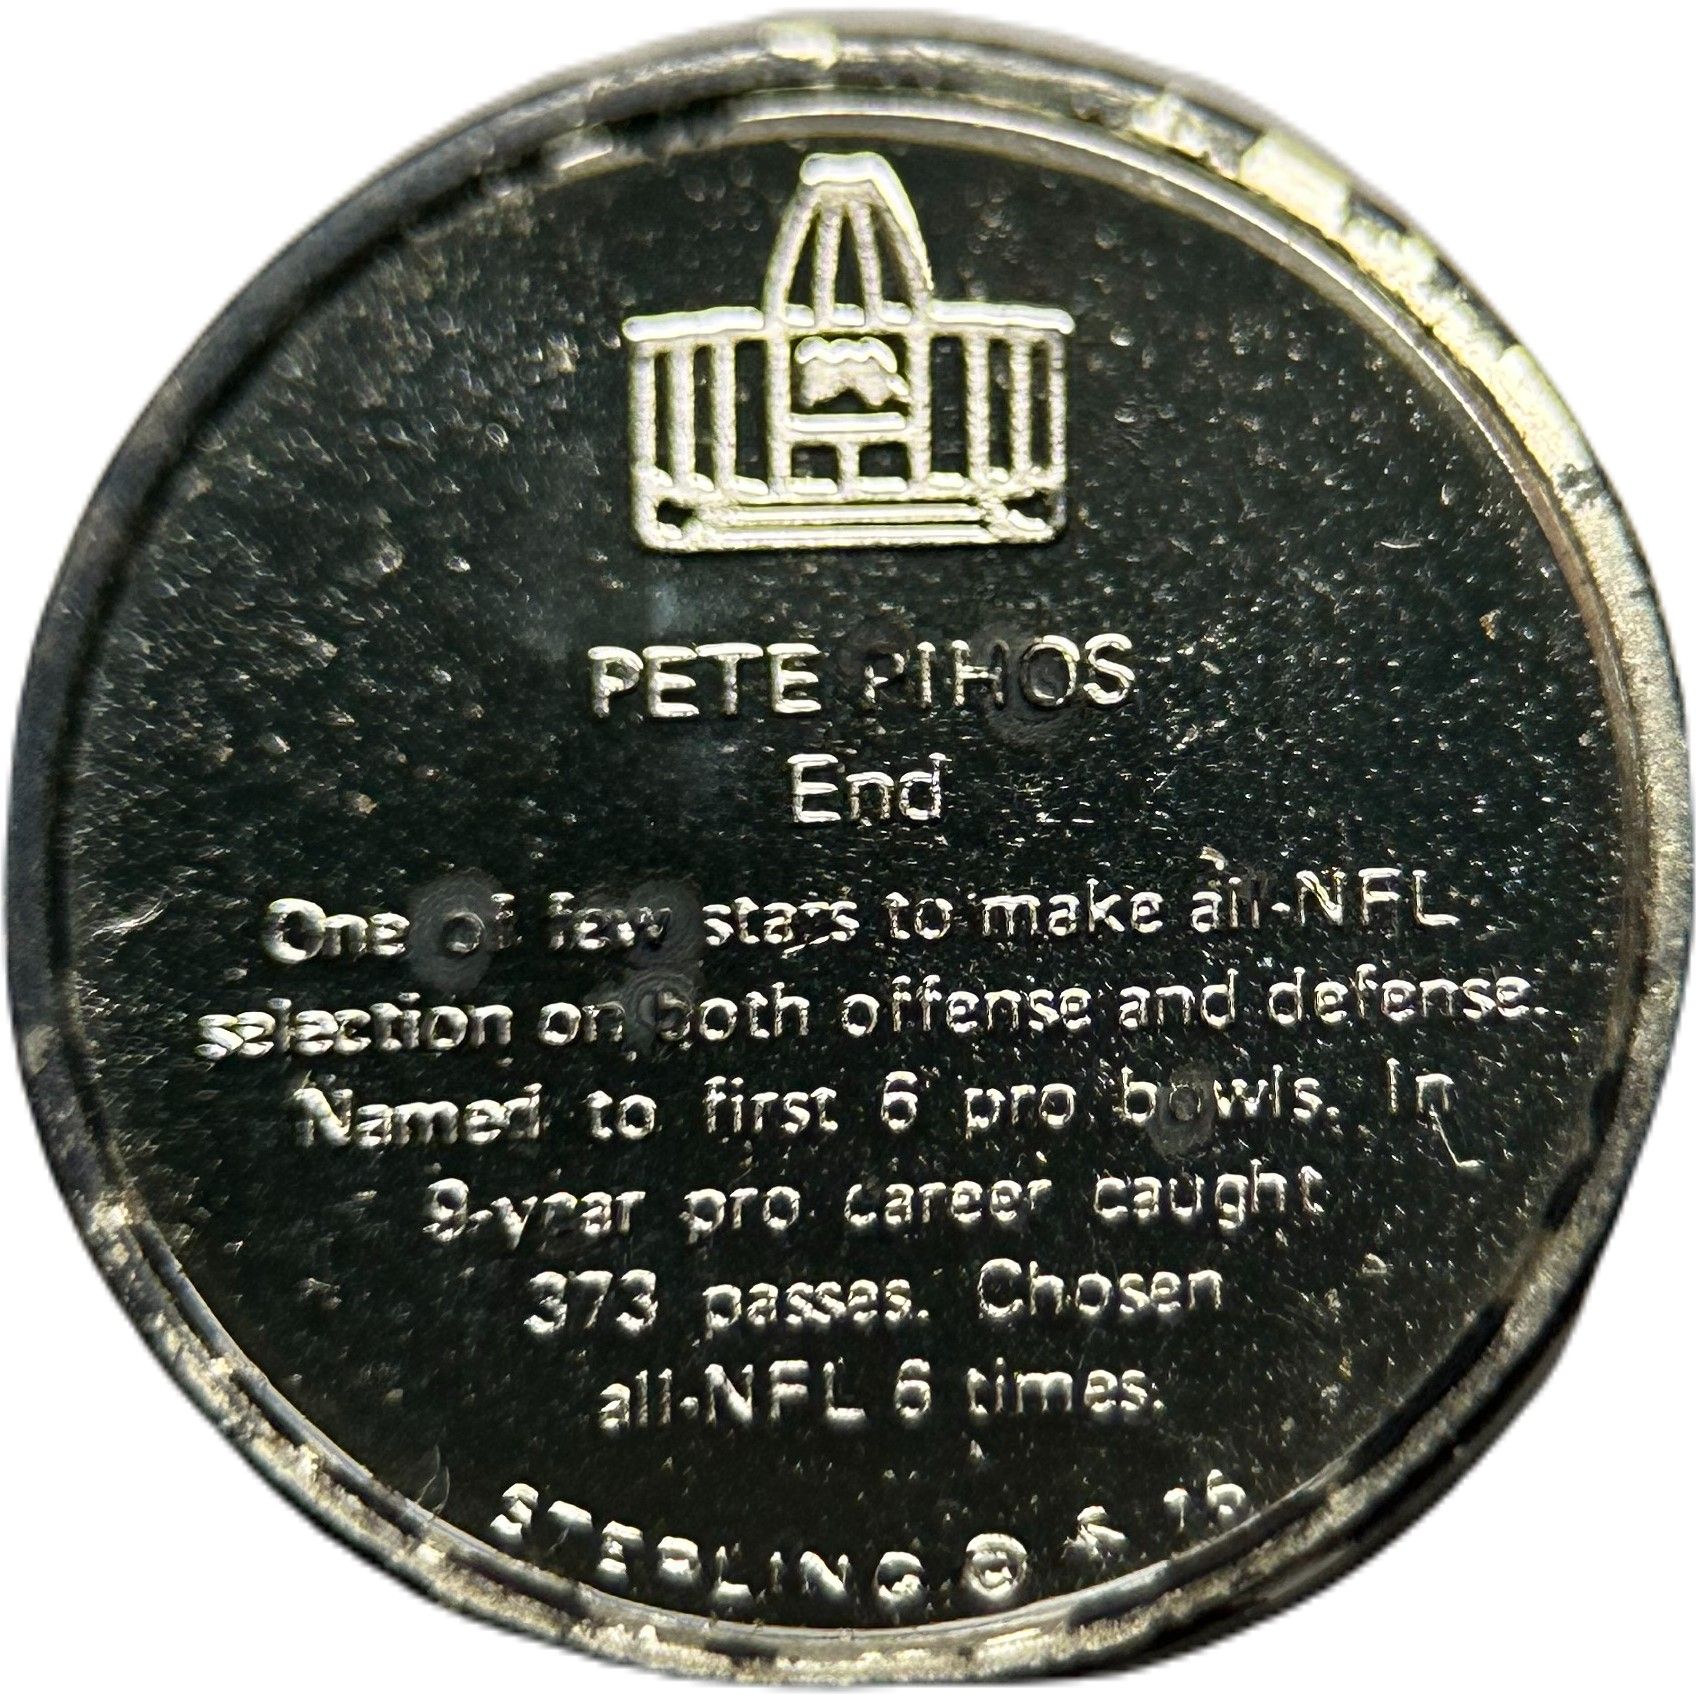 PETE PIHOS
End
One of few stars to make all-NFL
selection on both offense and defense.
Named to first 6 pro bowls. In
9-year pro career caught
373 passes. Chosen
all-NFL 6 times.
STERLING © 76